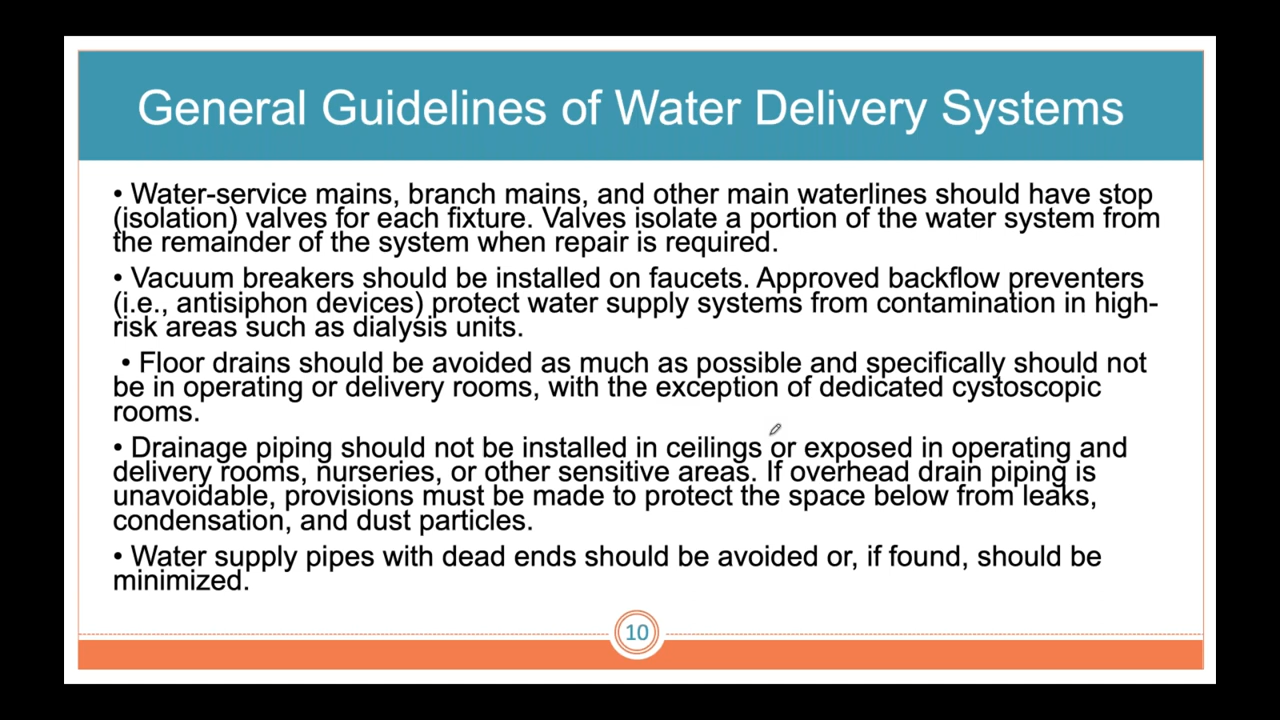 General Guidelines of Water Delivery Systems
• Water-service mains, branch mains, and other main waterlines should have stop
(isolation) valves for each fixture. Valves isolate a portion of the water system from
the remainder of the system when repair is required.
• Vacuum breakers should be installed on faucets. Approved backflow preventers
(i.e., antisiphon devices) protect water supply systems from contamination in high-
risk areas such as dialysis units.
• Floor drains should be avoided as much as possible and specifically should not
be in operating or delivery rooms, with the exception of dedicated cystoscopic
rooms.
• Drainage piping should not be installed in ceilings or exposed in operating and
delivery rooms, nurseries, or other sensitive areas. If overhead drain piping is
unavoidable, provisions must be made to protect the space below from leaks,
condensation, and dust particles.
• Water supply pipes with dead ends should be avoided or, if found, should be
minimized.
10